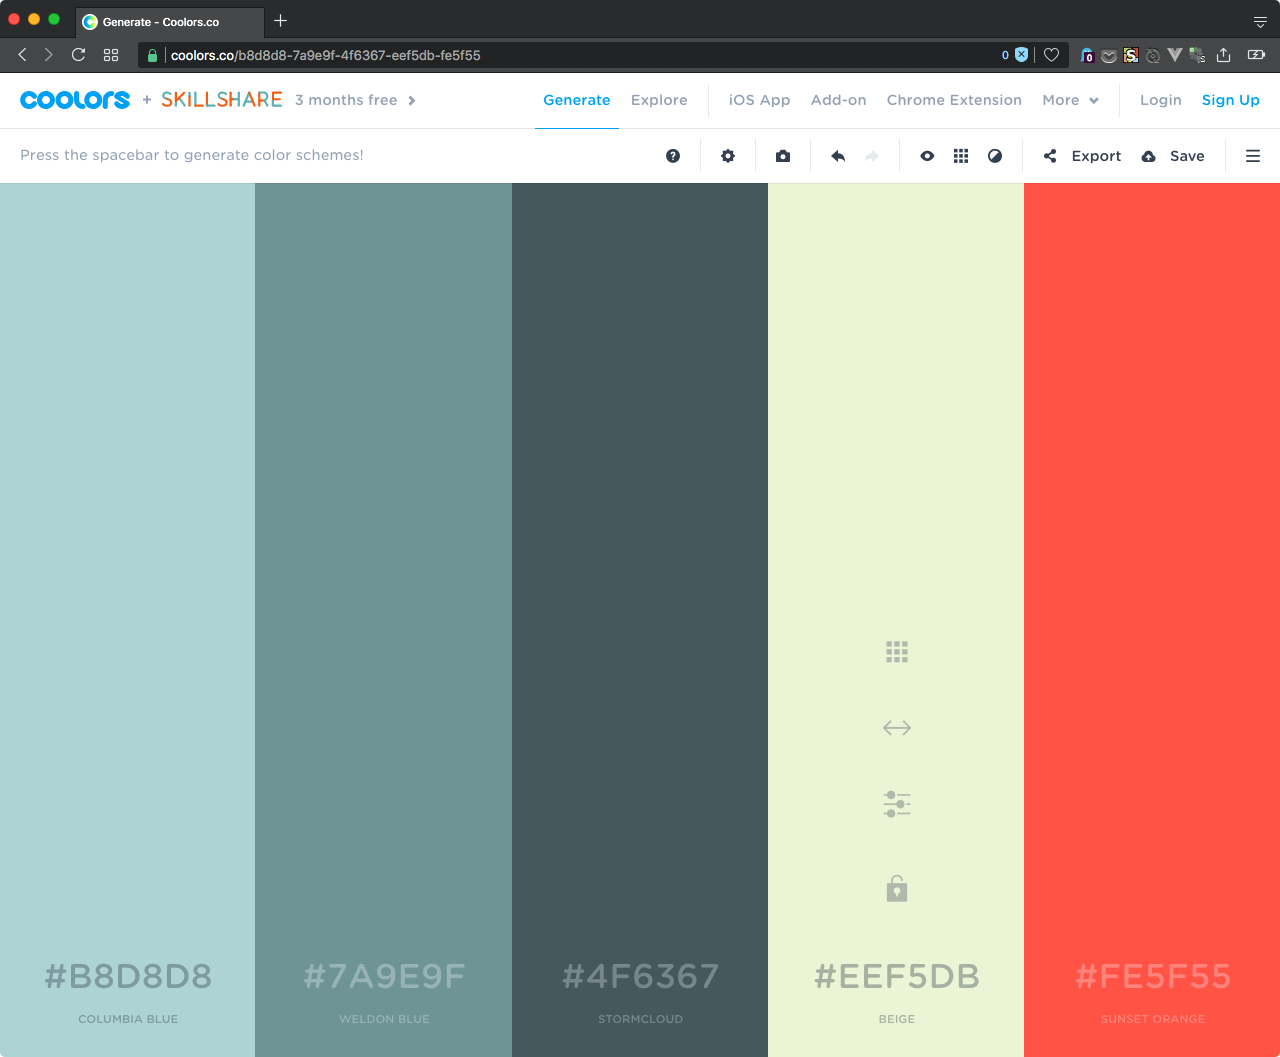 Generate - Coolors.co
coolors.co/b8d8d8-7a9e9f-4f6367-eef5db-fe5f55
0
0
coolors + SKILLSHARE 3 months free
Generate Explore iOS App Add-on Chrome Extension More Login Sign Up
Press the spacebar to generate color schemes!
Export Save
#B8D8D8 #7A9E9F #4F6367 #EEF5DB #FE5F55
COLUMBIA BLUE WELDON BLUE STORMCLOUD BEIGE SUNSET ORANGE